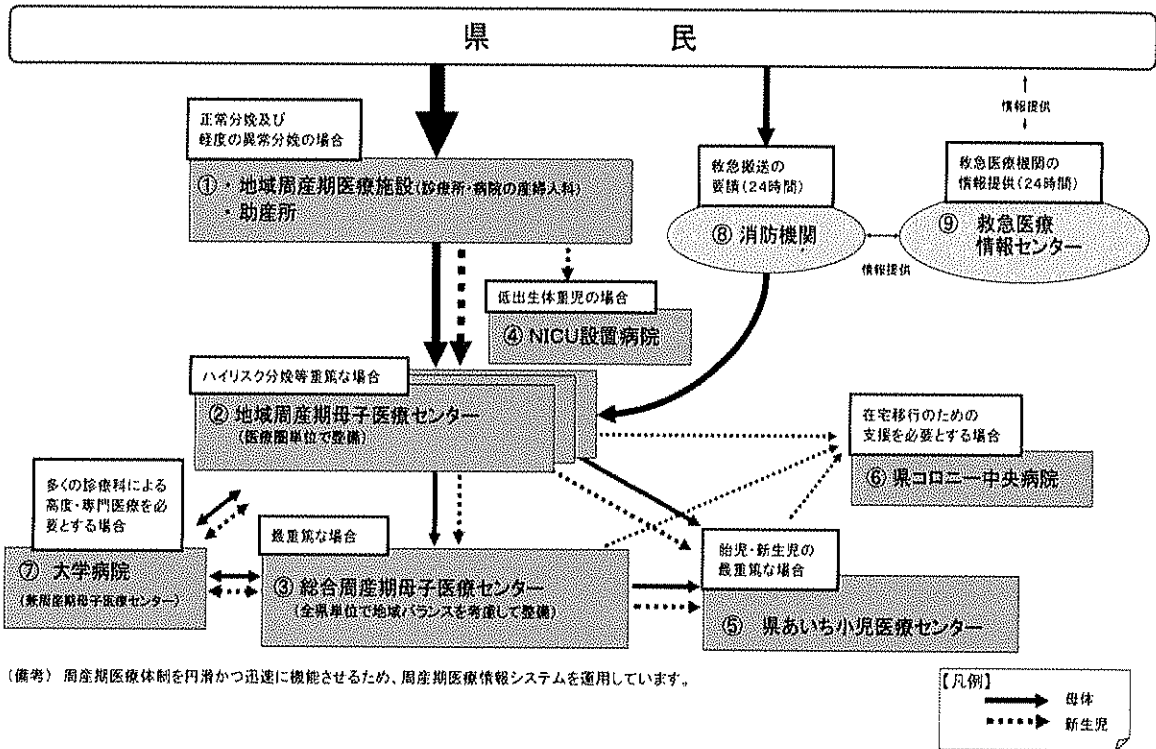 県 民
情報提供
正常分娩及び
軽度の異常分娩の場合
①・地域周産期医療施設(診療所・病院の産婦人科)
・助産所
救急搬送の
要請(24時間)
⑧ 消防機関
救急医療機関の
情報提供(24時間)
⑨ 救急医療
情報センター
情報提供
低出生体重児の場合
④ NICU設置病院
ハイリスク分娩等重篤な場合
② 地域周産期母子医療センター
(医療圏単位で整備)
在宅移行のための
支援を必要とする場合
⑥ 県コロニー中央病院
多くの診療科による
高度・専門医療を必
要とする場合
⑦ 大学病院
(兼周産期母子医療センター)
最重篤な場合
③ 総合周産期母子医療センター
(全県単位で地域バランスを考慮して整備)
胎児・新生児の
最重篤な場合
⑤ 県あいち小児医療センター
(備考) 周産期医療体制を円滑かつ迅速に機能させるため、周産期医療情報システムを運用しています。
【凡例】
母体
新生児